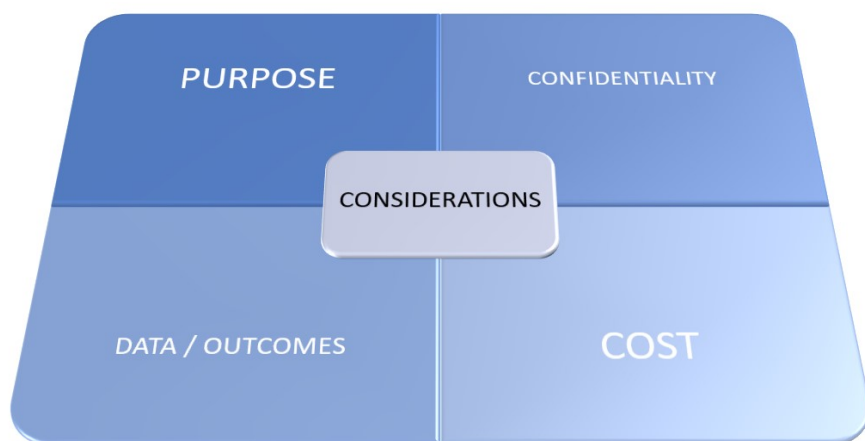 PURPOSE
CONFIDENTIALITY
CONSIDERATIONS
DATA / OUTCOMES
COST